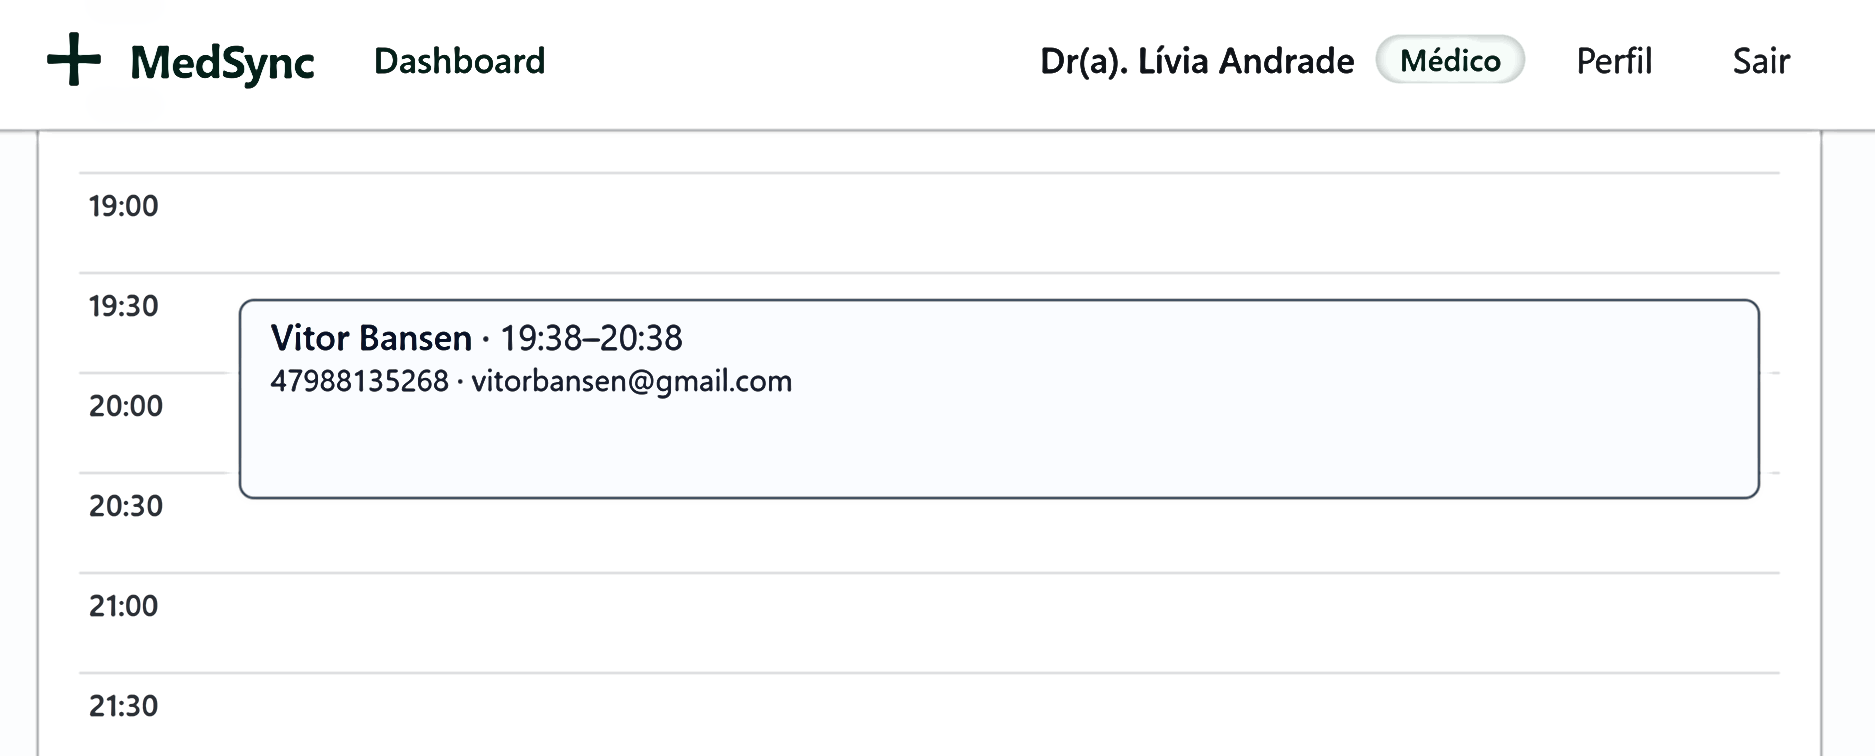 MedSync Dashboard Dr(a). Lívia Andrade Médico Perfil Sair
19:00
19:30
Vitor Bansen · 19:38–20:38
47988135268 · vitorbansen@gmail.com
20:00
20:30
21:00
21:30